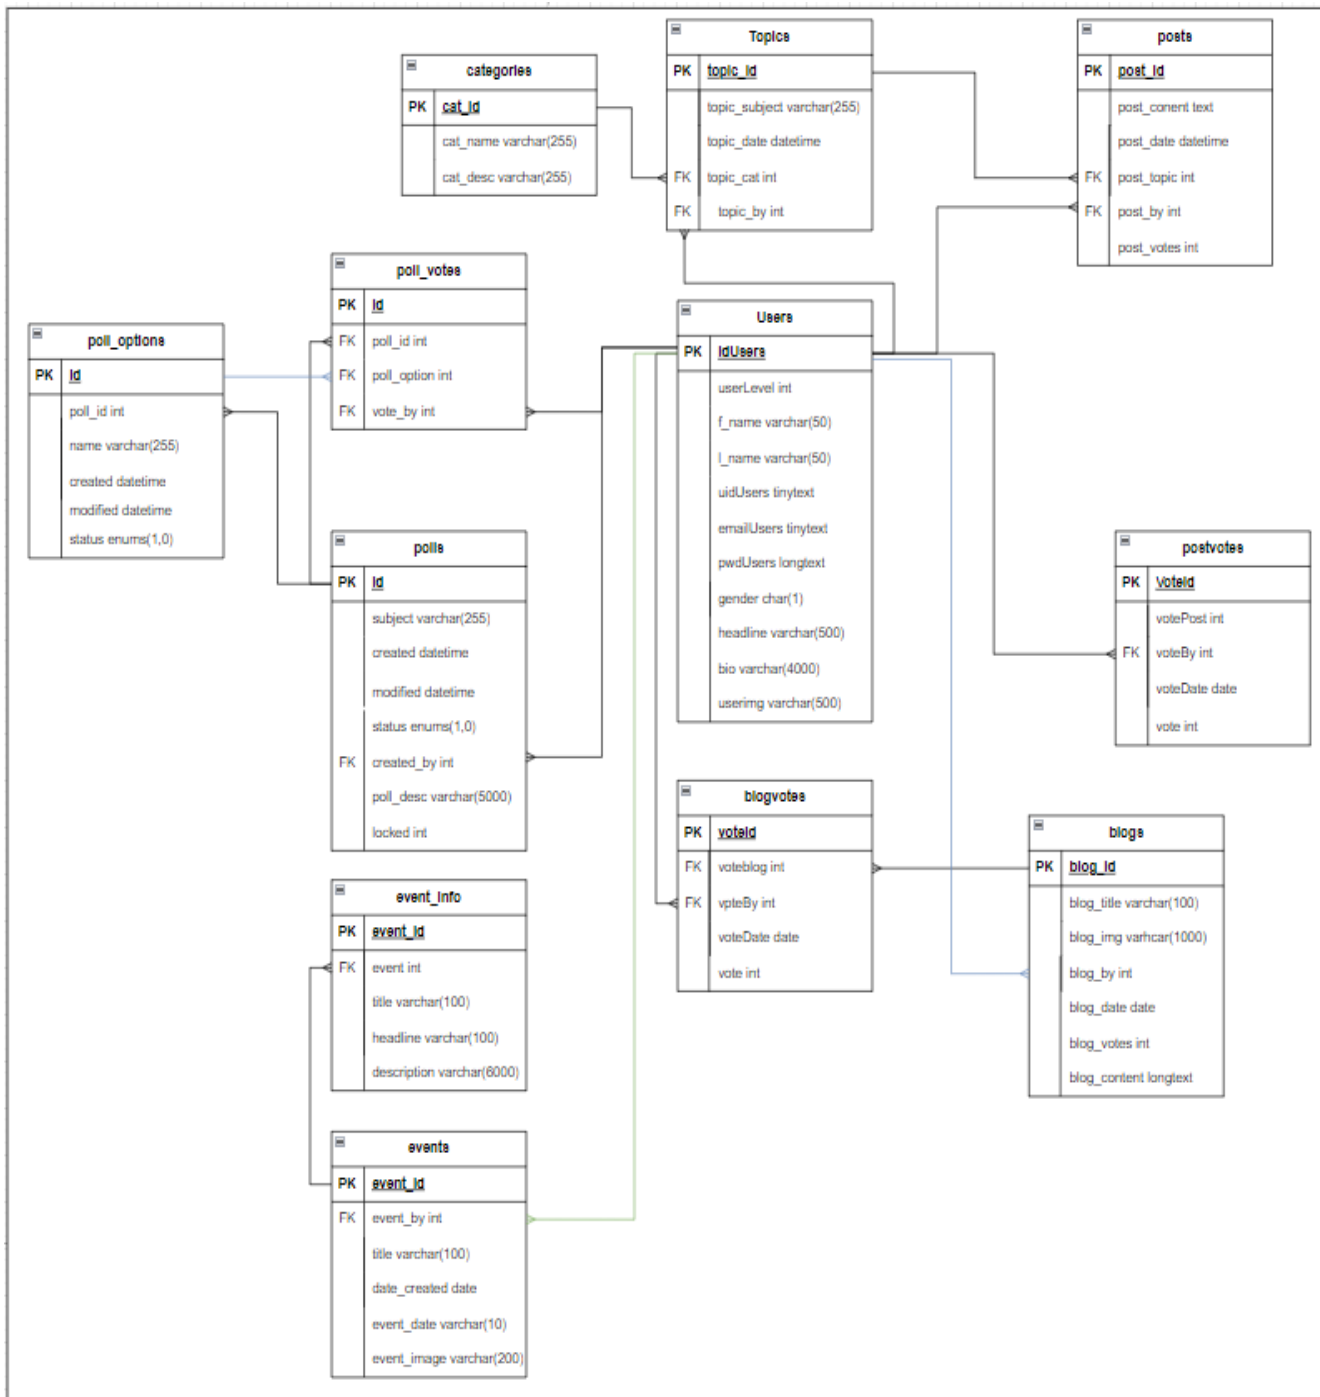 Topics
PK topic_id
topic_subject varchar(255)
topic_date datetime
FK topic_cat int
FK topic_by int
posts
PK post_id
post_conent text
post_date datetime
FK post_topic int
FK post_by int
post_votes int
categories
PK cat_id
cat_name varchar(255)
cat_desc varchar(255)
poll_votes
PK id
FK poll_id int
FK poll_option int
FK vote_by int
Users
PK idUsers
userLevel int
f_name varchar(50)
l_name varchar(50)
uidUsers tinytext
emailUsers tinytext
pwdUsers longtext
gender char(1)
headline varchar(500)
bio varchar(4000)
userimg varchar(500)
poll_options
PK id
poll_id int
name varchar(255)
created datetime
modified datetime
status enums(1,0)
polls
PK id
subject varchar(255)
created datetime
modified datetime
status enums(1,0)
FK created_by int
poll_desc varchar(5000)
locked int
postvotes
PK VoteId
votePost int
FK voteBy int
voteDate date
vote int
blogvotes
PK voteId
FK voteblog int
FK vpteBy int
voteDate date
vote int
blogs
PK blog_id
blog_title varchar(100)
blog_img varhcar(1000)
blog_by int
blog_date date
blog_votes int
blog_content longtext
event_info
PK event_id
FK event int
title varchar(100)
headline varchar(100)
description varchar(6000)
events
PK event_id
FK event_by int
title varchar(100)
date_created date
event_date varchar(10)
event_image varchar(200)